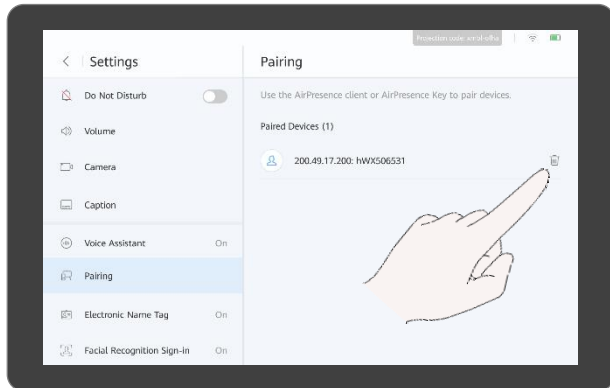 Settings
Pairing
Do Not Disturb
Use the AirPresence client or AirPresence Key to pair devices.
Volume
Paired Devices (1)
Camera
200.49.17.200: hWX506531
Caption
Voice Assistant On
Pairing
Electronic Name Tag On
Facial Recognition Sign-in On